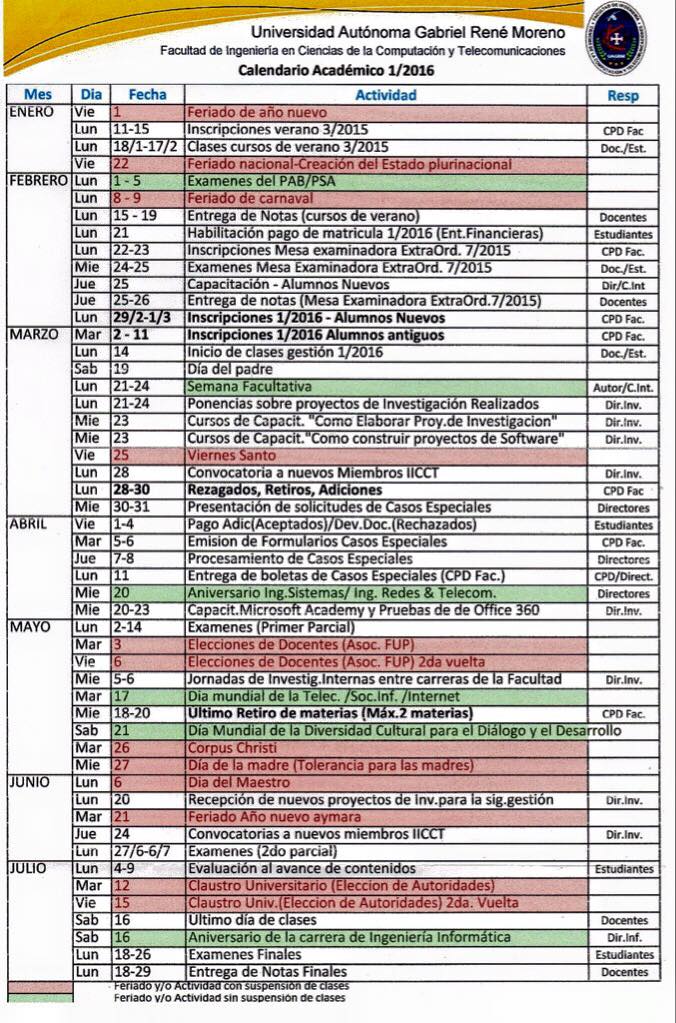 Universidad Autónoma Gabriel René Moreno
Facultad de Ingeniería en Ciencias de la Computación y Telecomunicaciones
Calendario Académico 1/2016
Mes Dia Fecha Actividad Resp
ENERO Vie 1 Feriado de año nuevo
Lun 11-15 Inscripciones verano 3/2015 CPD Fac
Lun 18/1-17/2 Clases cursos de verano 3/2015 Doc./Est.
Vie 22 Feriado nacional-Creación del Estado plurinacional
FEBRERO Lun 1 - 5 Examenes del PAB/PSA
Lun 8 - 9 Feriado de carnaval
Lun 15 - 19 Entrega de Notas (cursos de verano) Docentes
Lun 21 Habilitación pago de matricula 1/2016 (Ent.Financieras) Estudiantes
Lun 22-23 Inscripciones Mesa examinadora ExtraOrd. 7/2015 CPD Fac.
Mie 24-25 Examenes Mesa Examinadora ExtraOrd. 7/2015 Doc./Est.
Jue 25 Capacitación - Alumnos Nuevos Dir/C.Int
Jue 25-26 Entrega de notas (Mesa Examinadora ExtraOrd.7/2015) Docentes
Lun 29/2-1/3 Inscripciones 1/2016 - Alumnos Nuevos CPD Fac.
MARZO Mar 2 - 11 Inscripciones 1/2016 Alumnos antiguos CPD Fac.
Lun 14 Inicio de clases gestión 1/2016 Doc./Est.
Sab 19 Día del padre
Lun 21-24 Semana Facultativa Autor/C.Int.
Lun 21-24 Ponencias sobre proyectos de Investigación Realizados Dir.Inv.
Mie 23 Cursos de Capacit. "Como Elaborar Proy.de Investigacion" Dir.Inv.
Mie 23 Cursos de Capacit."Como construir proyectos de Software" Dir.Inv.
Vie 25 Viernes Santo
Lun 28 Convocatoria a nuevos Miembros IICCT Dir.Inv.
Lun 28-30 Rezagados, Retiros, Adiciones CPD Fac
Mie 30-31 Presentación de solicitudes de Casos Especiales Directores
ABRIL Vie 1-4 Pago Adic(Aceptados)/Dev.Doc.(Rechazados) Estudiantes
Mar 5-6 Emision de Formularios Casos Especiales CPD Fac.
Jue 7-8 Procesamiento de Casos Especiales Directores
Lun 11 Entrega de boletas de Casos Especiales (CPD Fac.) CPD/Direct.
Mie 20 Aniversario Ing.Sistemas/ Ing. Redes & Telecom. Directores
Mie 20-23 Capacit.Microsoft Academy y Pruebas de de Office 360 Dir.Inv.
MAYO Lun 2-14 Examenes (Primer Parcial)
Mar 3 Elecciones de Docentes (Asoc. FUP)
Vie 6 Elecciones de Docentes (Asoc. FUP) 2da vuelta
Mie 5-6 Jornadas de Investig.Internas entre carreras de la Facultad Dir.Inv.
Mar 17 Dia mundial de la Telec. /Soc.Inf. /Internet
Mie 18-20 Ultimo Retiro de materias (Máx.2 materias) CPD Fac.
Sab 21 Día Mundial de la Diversidad Cultural para el Diálogo y el Desarrollo
Mar 26 Corpus Christi
Mie 27 Día de la madre (Tolerancia para las madres)
JUNIO Lun 6 Dia del Maestro
Lun 20 Recepción de nuevos proyectos de Inv.para la sig.gestión Dir.Inv.
Mar 21 Feriado Año nuevo aymara
Jue 24 Convocatorias a nuevos miembros IICCT Dir.Inv.
Lun 27/6-6/7 Examenes (2do parcial)
JULIO Lun 4-9 Evaluación al avance de contenidos Estudiantes
Mar 12 Claustro Universitario (Eleccion de Autoridades)
Vie 15 Claustro Univ.(Eleccion de Autoridades) 2da. Vuelta
Sab 16 Ultimo día de clases Docentes
Sab 16 Aniversario de la carrera de Ingeniería Informática Dir.Inf.
Lun 18-26 Examenes Finales Estudiantes
Lun 18-29 Entrega de Notas Finales Docentes
Feriado y/o Actividad con suspensión de clases
Feriado y/o Actividad sin suspensión de clases